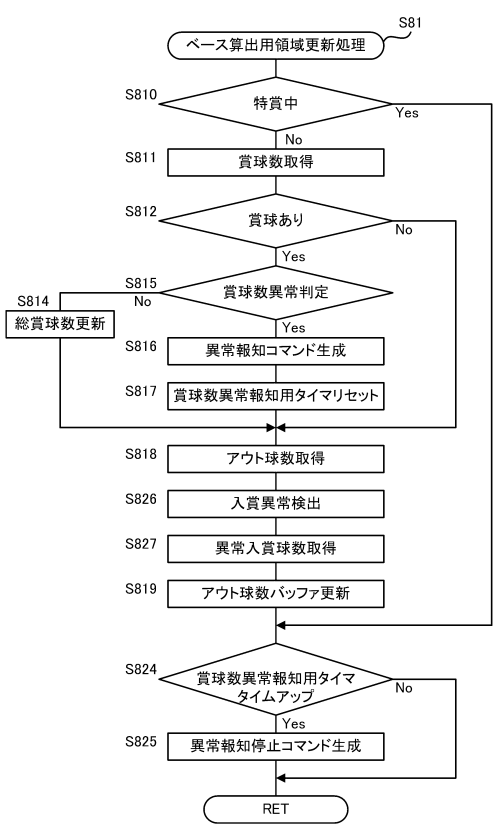 S81
ベース算出用領域更新処理
S810
特賞中
Yes
No
S811
賞球数取得
S812
賞球あり
No
Yes
S815
賞球数異常判定
S814
No
総賞球数更新
Yes
S816
異常報知コマンド生成
S817
賞球数異常報知用タイマリセット
S818
アウト球数取得
S826
入賞異常検出
S827
異常入賞球数取得
S819
アウト球数バッファ更新
S824
賞球数異常報知用タイマ
タイムアップ
No
Yes
S825
異常報知停止コマンド生成
RET